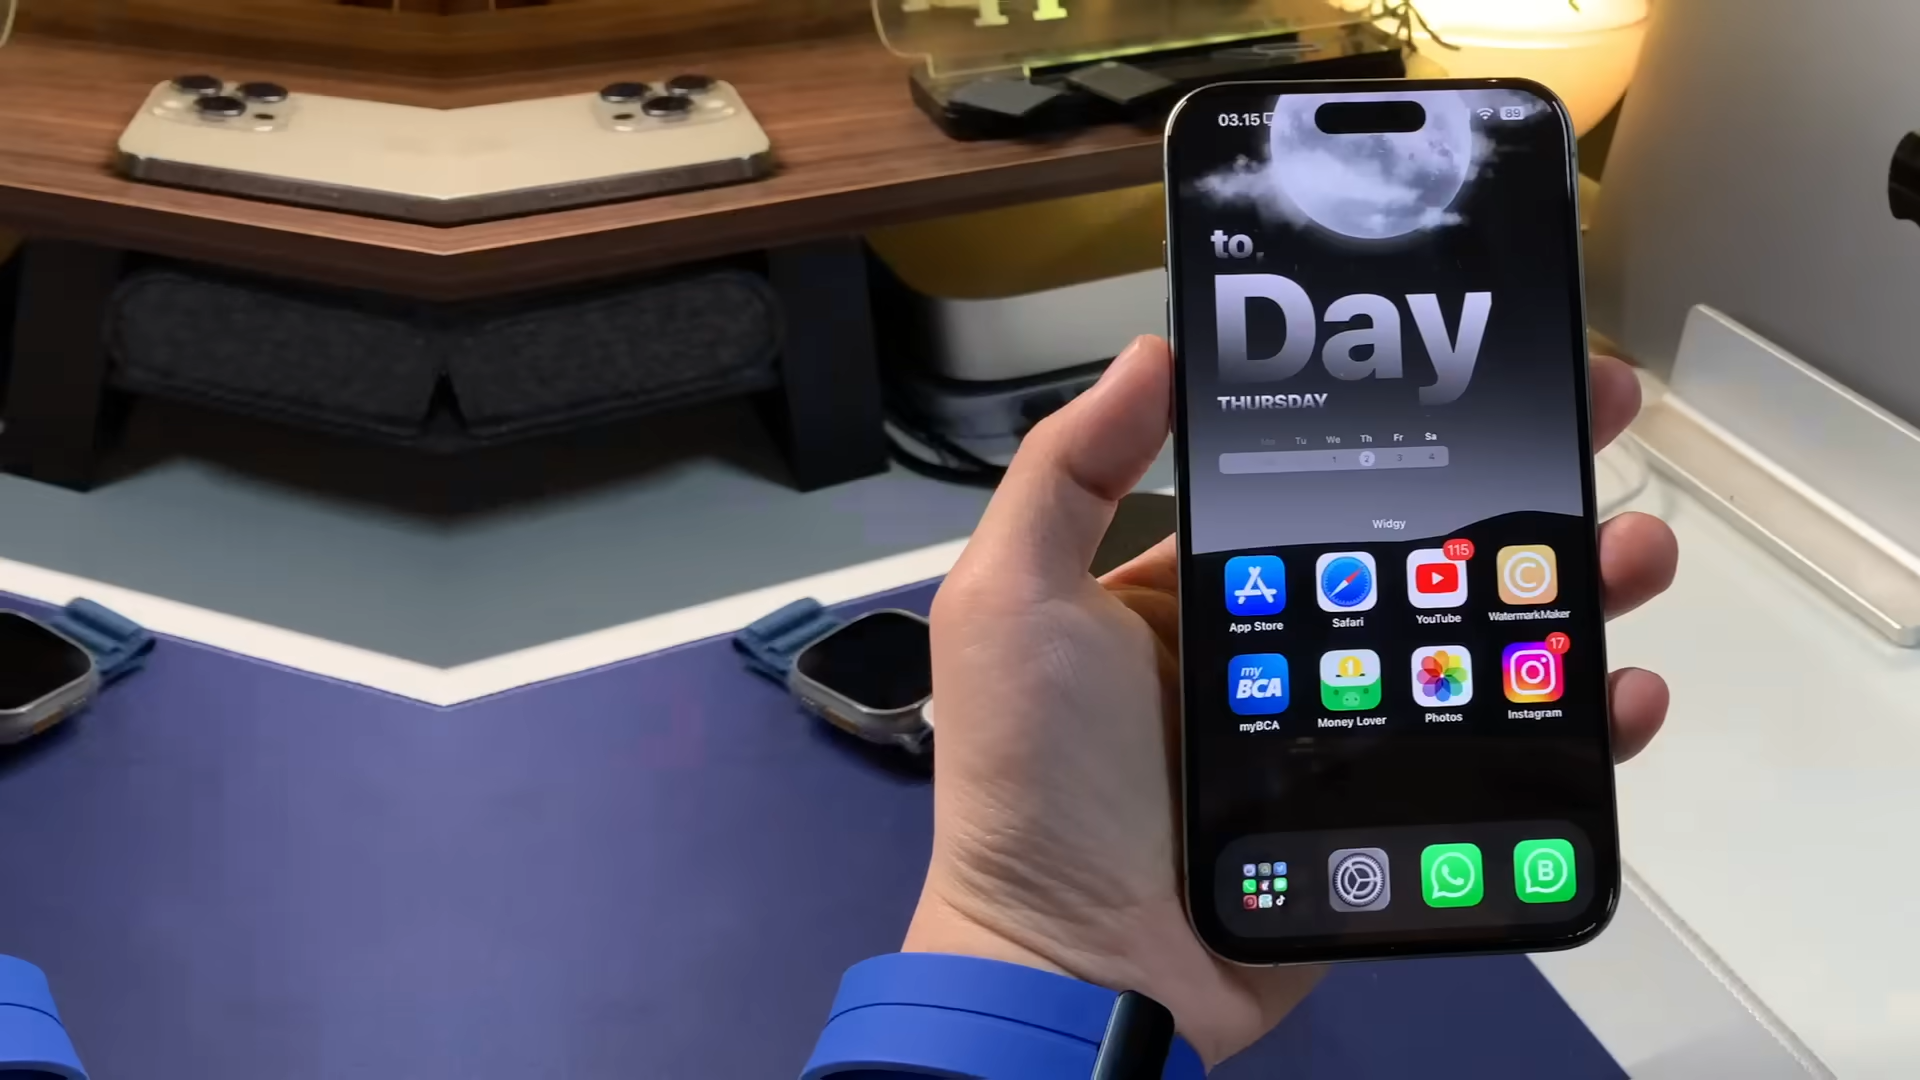 03.15
89
to,
Day
THURSDAY
Mo Tu We Th Fr Sa
1 2 3 4
Widgy
115
App Store Safari YouTube WatermarkMaker
17
my
BCA
myBCA Money Lover Photos Instagram